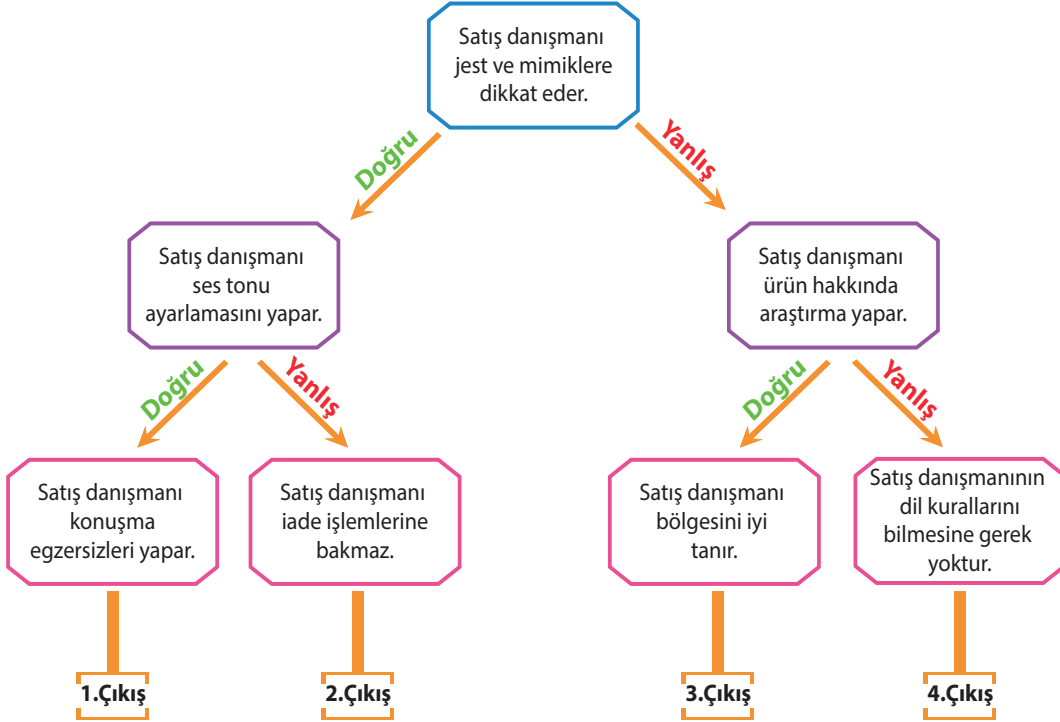 Satış danışmanı
jest ve mimiklere
dikkat eder.
Doğru
Yanlış
Satış danışmanı
ses tonu
ayarlamasını yapar.
Satış danışmanı
ürün hakkında
araştırma yapar.
Doğru
Yanlış
Doğru
Yanlış
Satış danışmanı
konuşma
egzersizleri yapar.
Satış danışmanı
iade işlemlerine
bakmaz.
Satış danışmanı
bölgesini iyi
tanır.
Satış danışmanının
dil kurallarını
bilmesine gerek
yoktur.
1.Çıkış
2.Çıkış
3.Çıkış
4.Çıkış